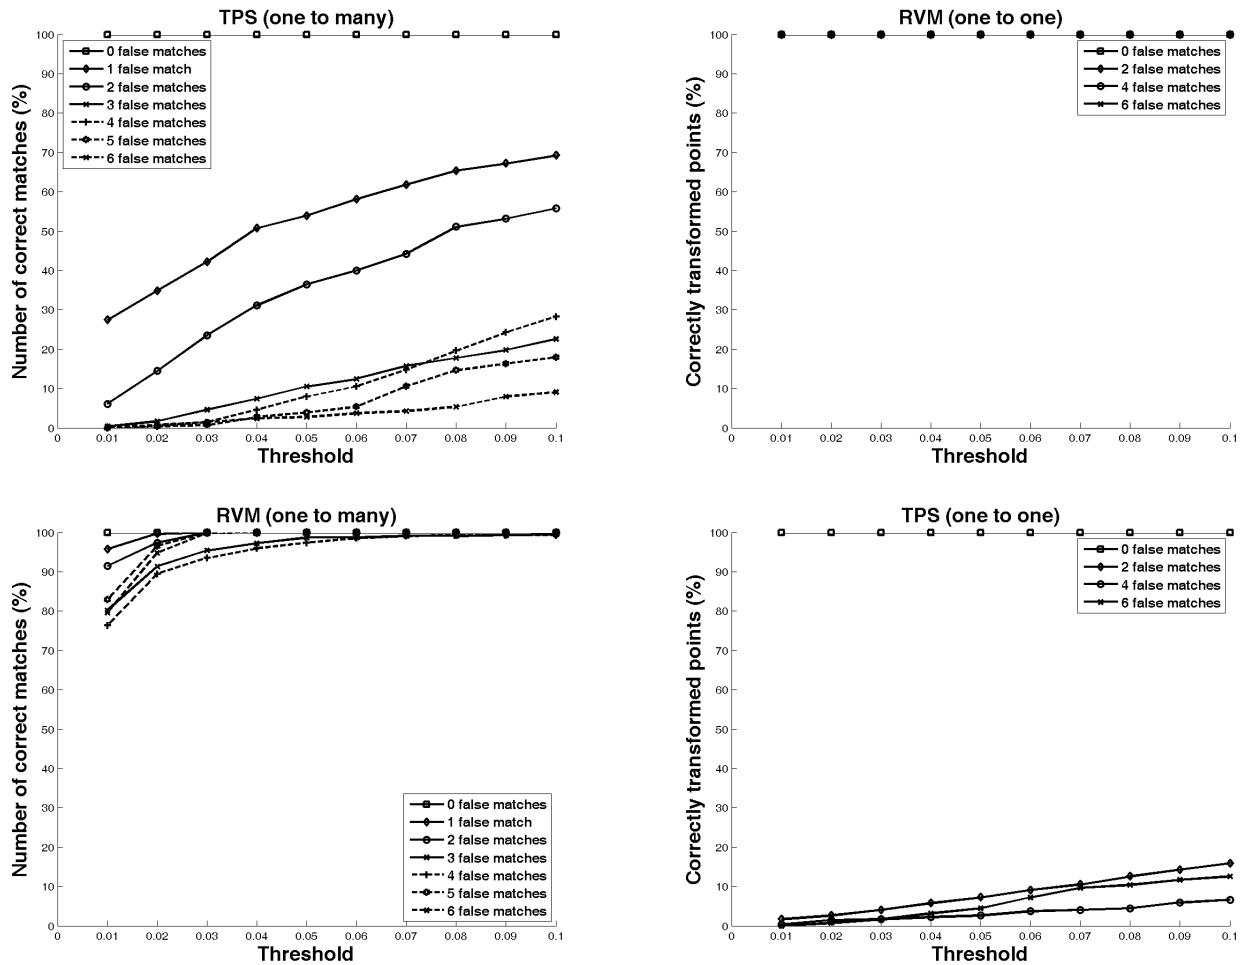 TPS (one to many)
Number of correct matches (%)
100
90
80
70
60
50
40
30
20
10
0
0 false matches
1 false match
2 false matches
3 false matches
4 false matches
5 false matches
6 false matches
0 0.01 0.02 0.03 0.04 0.05 0.06 0.07 0.08 0.09 0.1
Threshold
RVM (one to one)
Correctly transformed points (%)
100
90
80
70
60
50
40
30
20
10
0
0 false matches
2 false matches
4 false matches
6 false matches
0 0.01 0.02 0.03 0.04 0.05 0.06 0.07 0.08 0.09 0.1
Threshold
RVM (one to many)
Number of correct matches (%)
100
90
80
70
60
50
40
30
20
10
0
0 false matches
1 false match
2 false matches
3 false matches
4 false matches
5 false matches
6 false matches
0 0.01 0.02 0.03 0.04 0.05 0.06 0.07 0.08 0.09 0.1
Threshold
TPS (one to one)
Correctly transformed points (%)
100
90
80
70
60
50
40
30
20
10
0
0 false matches
2 false matches
4 false matches
6 false matches
0 0.01 0.02 0.03 0.04 0.05 0.06 0.07 0.08 0.09 0.1
Threshold